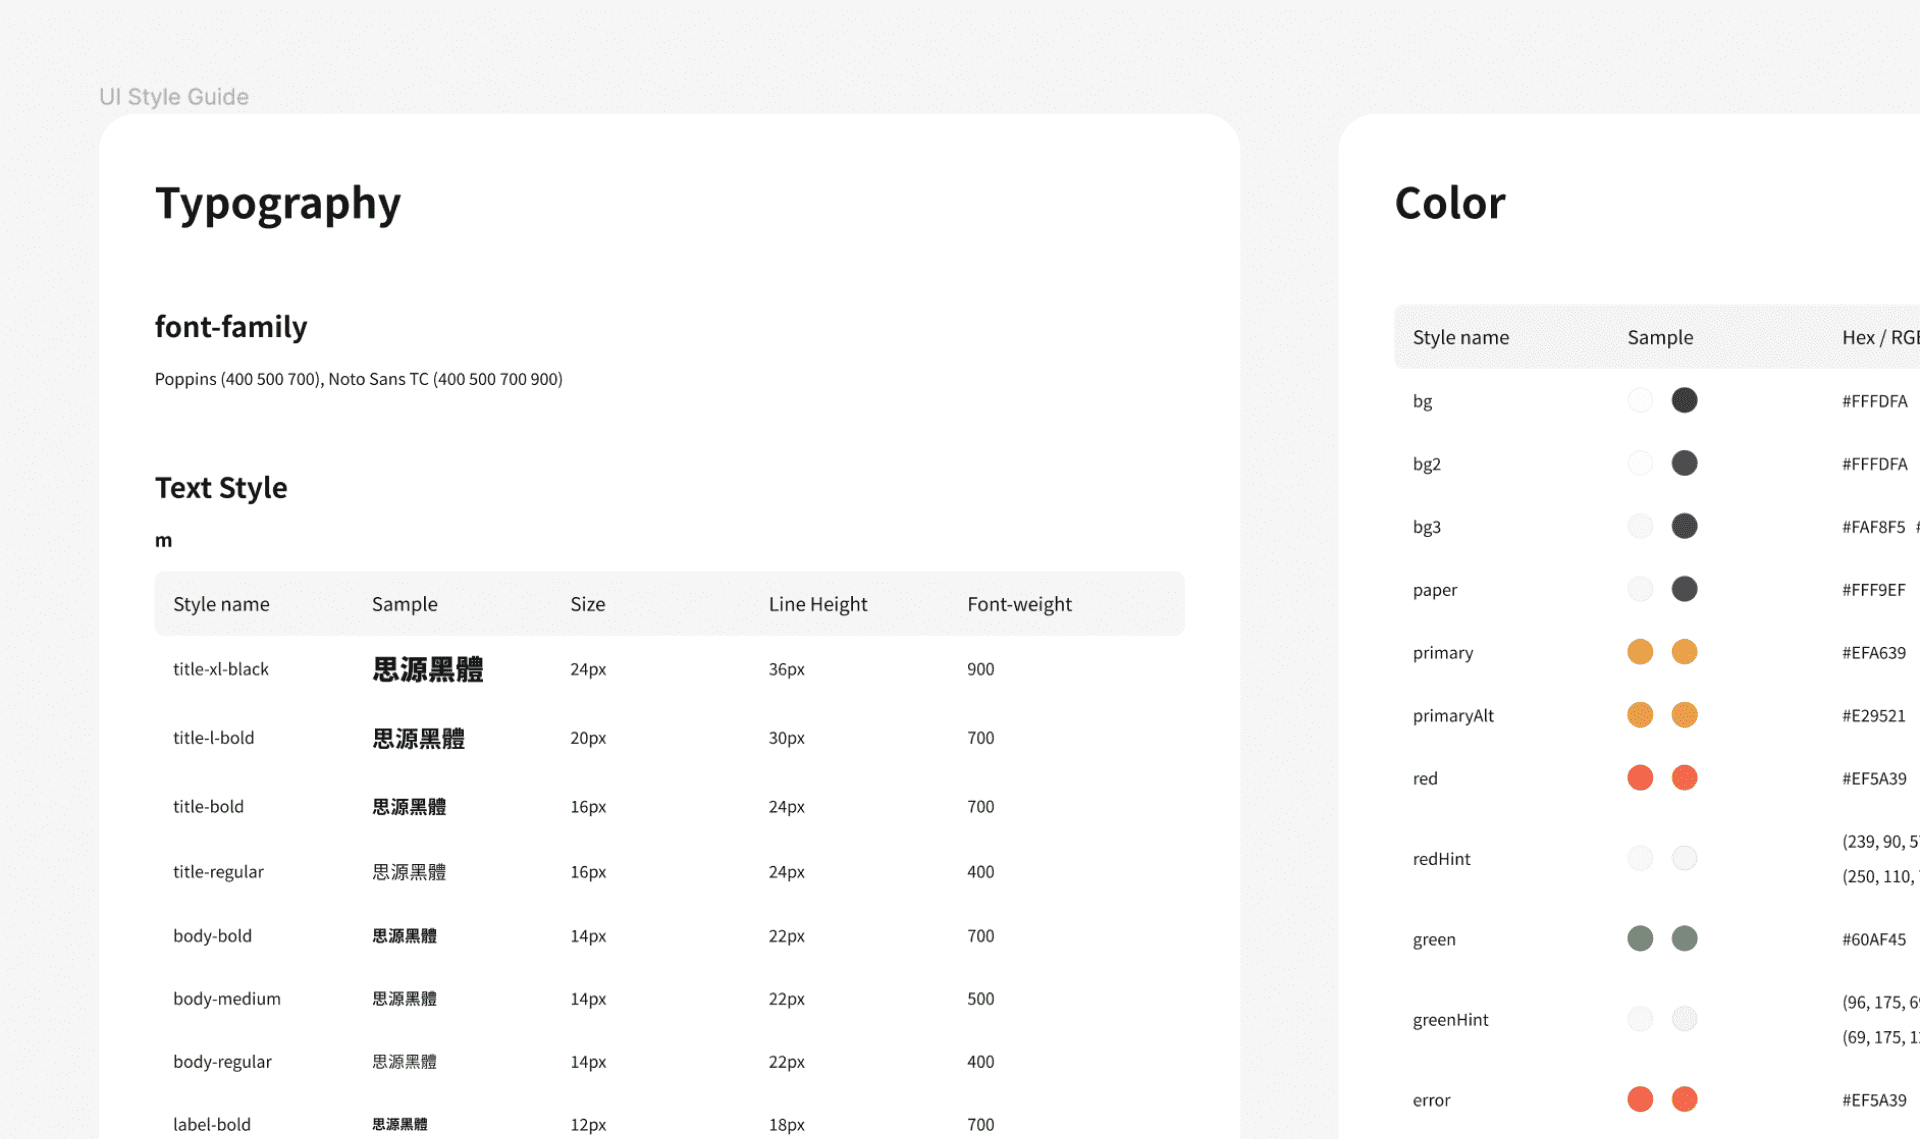 UI Style Guide
Typography
font-family
Poppins (400 500 700), Noto Sans TC (400 500 700 900)
Text Style
m
Style name Sample Size Line Height Font-weight
title-xl-black 思源黑體 24px 36px 900
title-l-bold 思源黑體 20px 30px 700
title-bold 思源黑體 16px 24px 700
title-regular 思源黑體 16px 24px 400
body-bold 思源黑體 14px 22px 700
body-medium 思源黑體 14px 22px 500
body-regular 思源黑體 14px 22px 400
label-bold 思源黑體 12px 18px 700
Color
Style name Sample Hex / RGB
bg #FFFDFA
bg2 #FFFDFA
bg3 #FAF8F5 #
paper #FFF9EF
primary #EFA639
primaryAlt #E29521
red #EF5A39
redHint (239, 90, 5
(250, 110,
green #60AF45
greenHint (96, 175, 6
(69, 175, 1
error #EF5A39